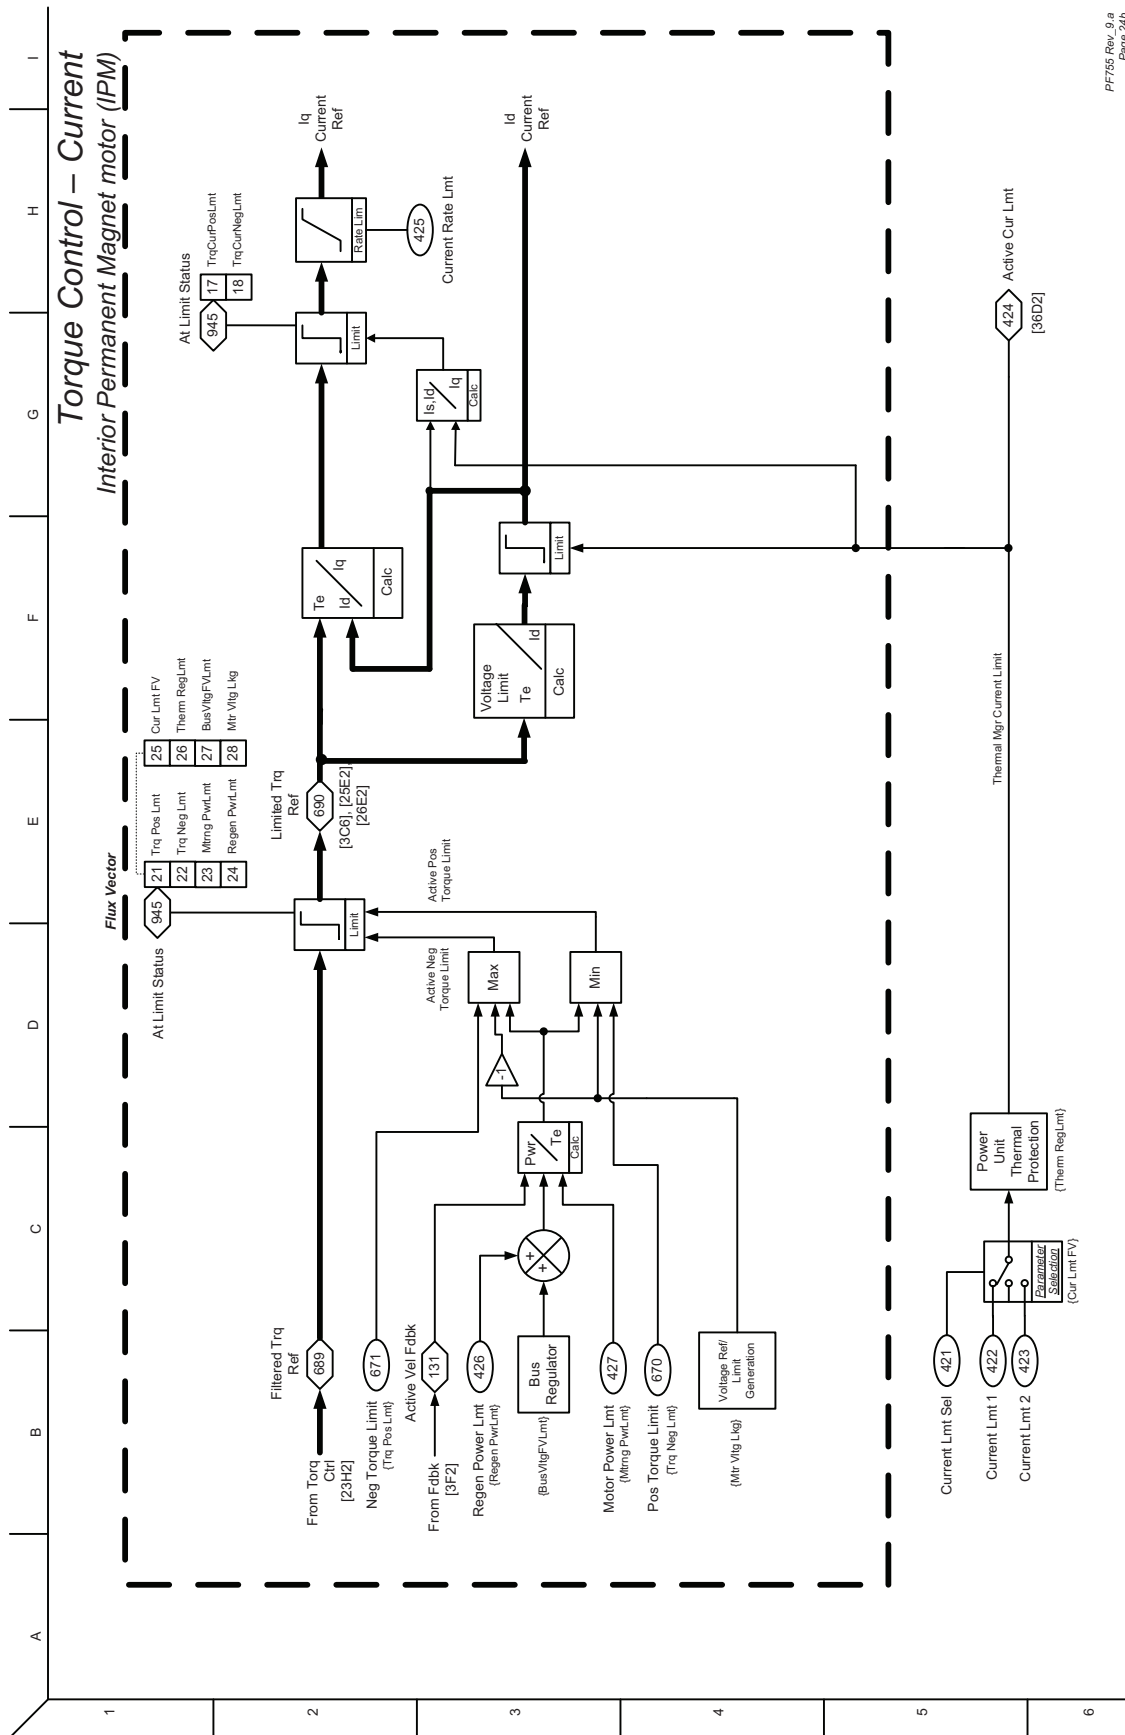 Torque Control – Current
Interior Permanent Magnet motor (IPM)
A
B
C
D
E
F
G
H
I
1
2
3
4
5
6
Flux Vector
At Limit Status
945
21 Trq Pos Lmt
22 Trq Neg Lmt
23 Mtrng PwrLmt
24 Regen PwrLmt
25 Cur Lmt FV
26 Therm RegLmt
27 BusVltgFVLmt
28 Mtr Vltg Lkg
At Limit Status
945
17 TrqCurPosLmt
18 TrqCurNegLmt
From Torq
Ctrl
[23H2]
Filtered Trq
Ref
689
Limit
Limited Trq
Ref
690
[3C6], [25E2]
[26E2]
Te
Iq
Id
Calc
Limit
Rate Lim
Iq
Current
Ref
425
Current Rate Lmt
Neg Torque Limit
{Trq Pos Lmt}
671
From Fdbk
[3F2]
Active Vel Fdbk
131
Regen Power Lmt
{Regen PwrLmt}
426
{BusVltgFVLmt}
Bus
Regulator
+
+
Motor Power Lmt
{Mtrng PwrLmt}
427
Pos Torque Limit
{Trq Neg Lmt}
670
{Mtr Vltg Lkg}
Voltage Ref/
Limit
Generation
Pwr
Te
Calc
-1
Max
Min
Active Neg
Torque Limit
Active Pos
Torque Limit
Voltage
Limit
Te
Id
Calc
Limit
Is,Id
Iq
Calc
Id
Current
Ref
Current Lmt Sel
421
Current Lmt 1
422
Current Lmt 2
423
Parameter
Selection
{Cur Lmt FV}
Power
Unit
Thermal
Protection
{Therm RegLmt}
Thermal Mgr Current Limit
424
Active Cur Lmt
[36D2]
PF755 Rev_9.a
Page 24b